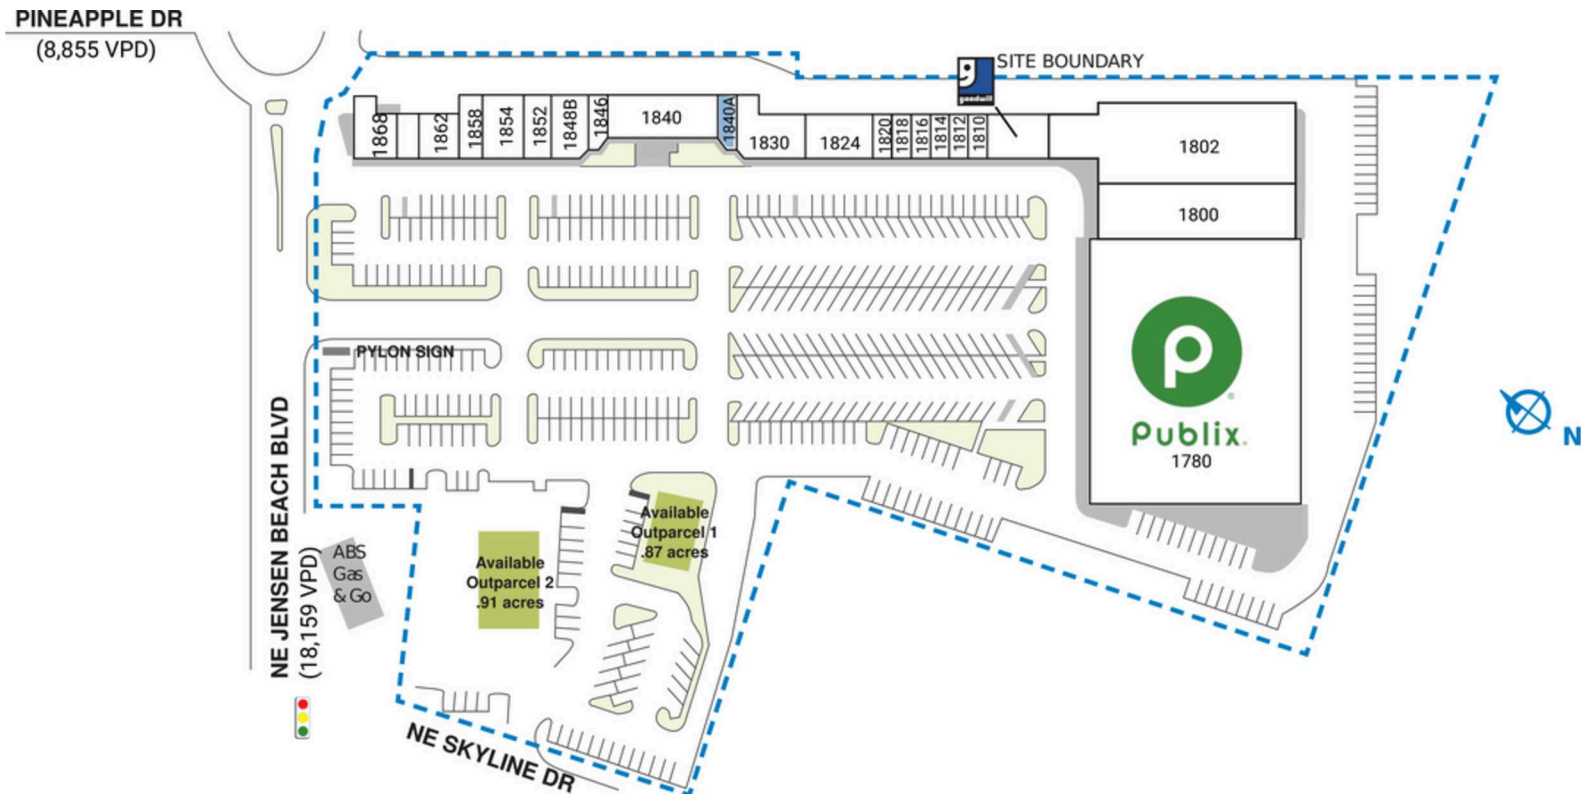 PINEAPPLE DR
(8,855 VPD)
SITE BOUNDARY
goodwill
1868
1862
1858
1854
1852
1848B
1846
1840
1840A
1830
1824
1820
1818
1816
1814
1812
1810
1802
1800
PYLON SIGN
Publix.
1780
N
NE JENSEN BEACH BLVD
(18,159 VPD)
ABS
Gas
& Go
Available
Outparcel 1
.87 acres
Available
Outparcel 2
.91 acres
NE SKYLINE DR